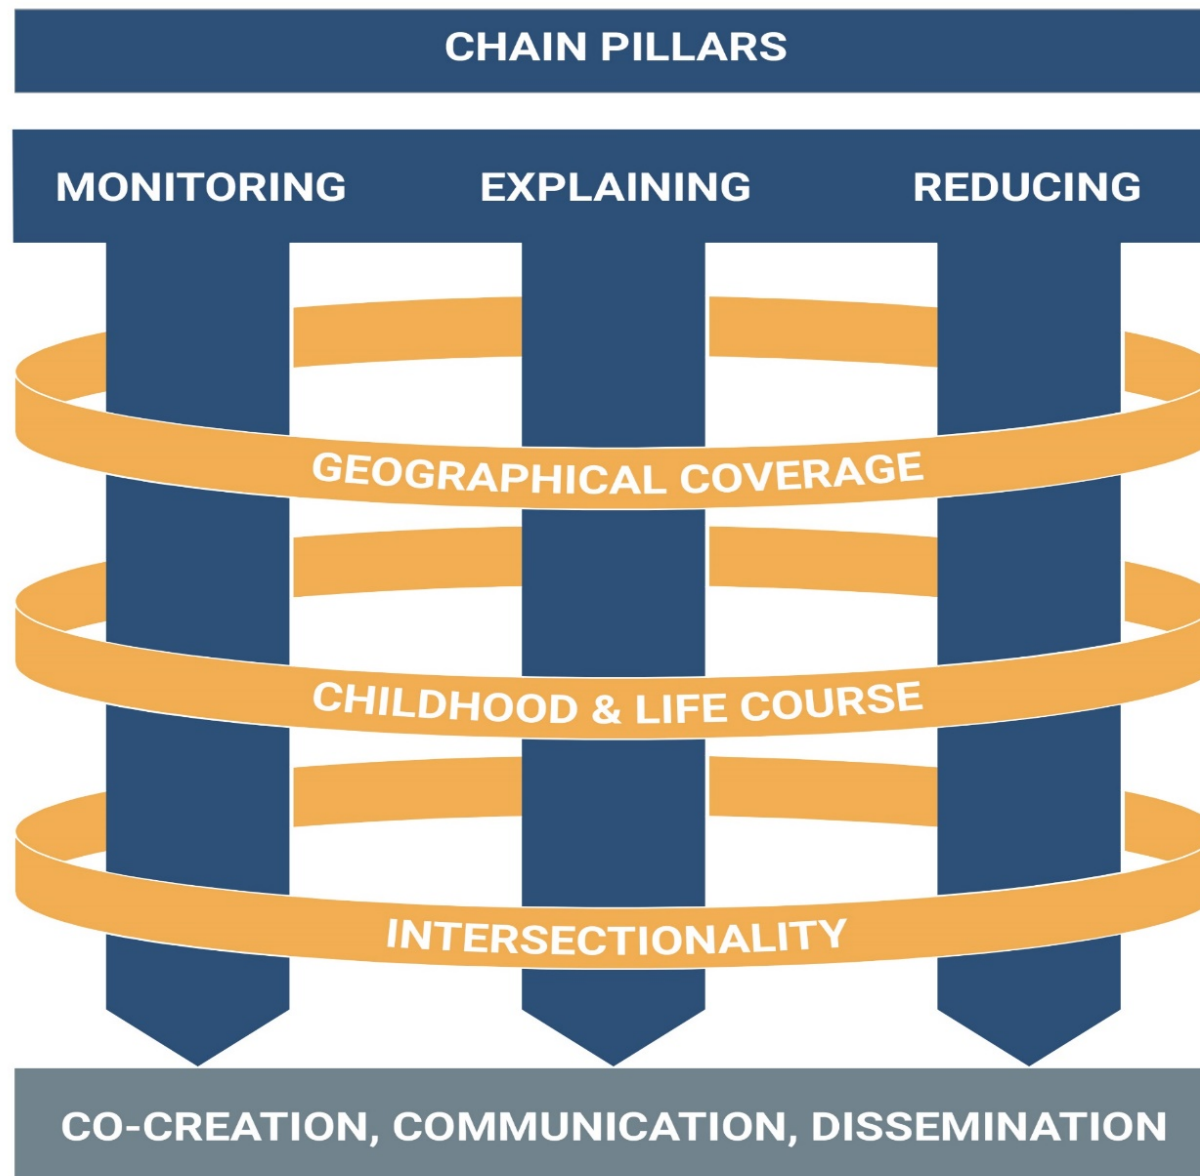 CHAIN PILLARS
MONITORING EXPLAINING REDUCING
GEOGRAPHICAL COVERAGE
CHILDHOOD & LIFE COURSE
INTERSECTIONALITY
CO-CREATION, COMMUNICATION, DISSEMINATION